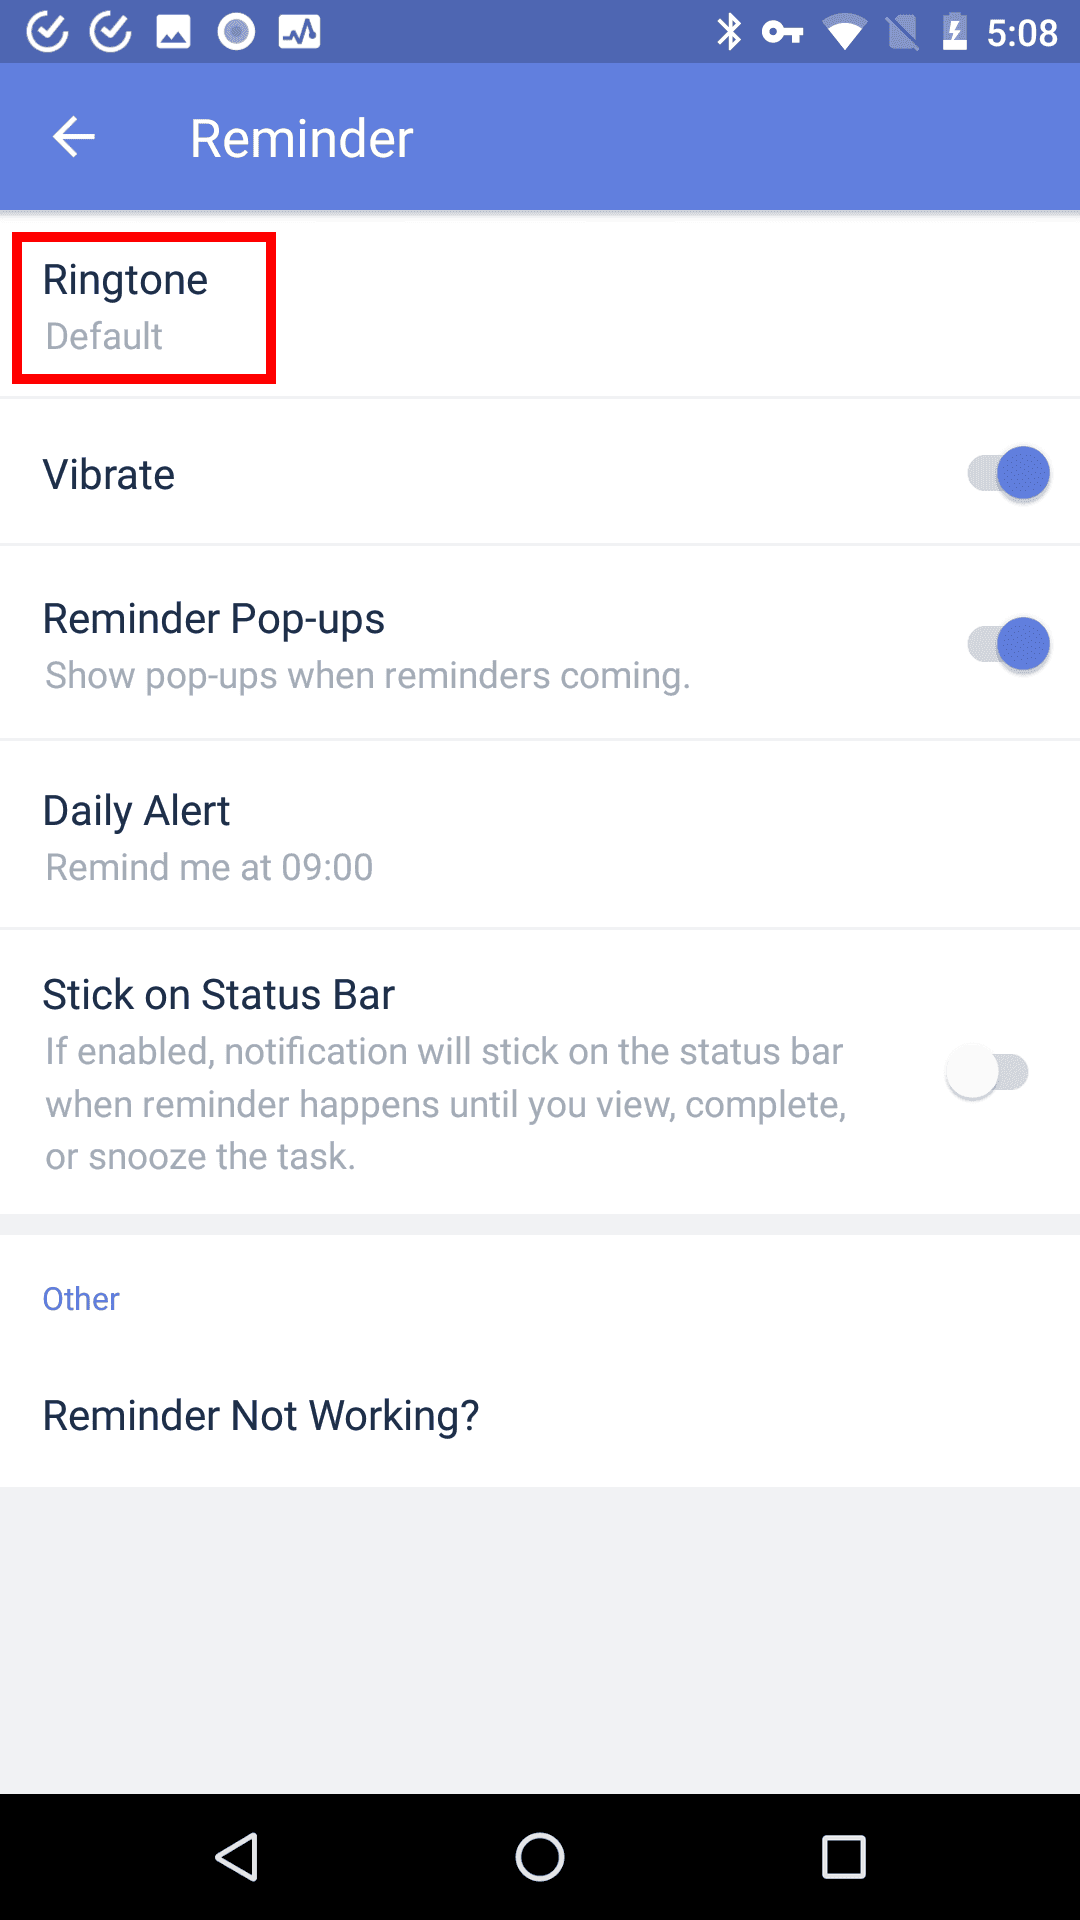 5:08
Reminder
Ringtone
Default
Vibrate
Reminder Pop-ups
Show pop-ups when reminders coming.
Daily Alert
Remind me at 09:00
Stick on Status Bar
If enabled, notification will stick on the status bar
when reminder happens until you view, complete,
or snooze the task.
Other
Reminder Not Working?